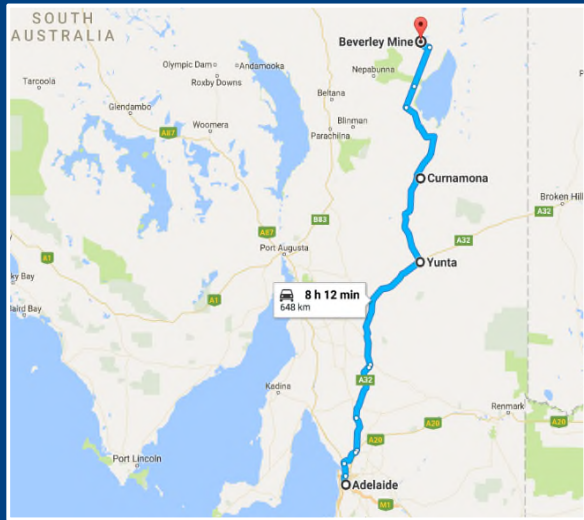 SOUTH
AUSTRALIA
Beverley Mine
Olympic Dam
Andamooka
Nepabunna
Tarcoola
Roxby Downs
Beltana
Glendambo
Woomera
Blinman
Parachilna
A87
Curnamona
Broken Hill
B83
A32
A87
A32
Port Augusta
A1
Yunta
ky Bay
A1
8 h 12 min
648 km
aird Bay
Kadina
A32
Renmark
A20
A20
Port Lincoln
Adelaide
M1